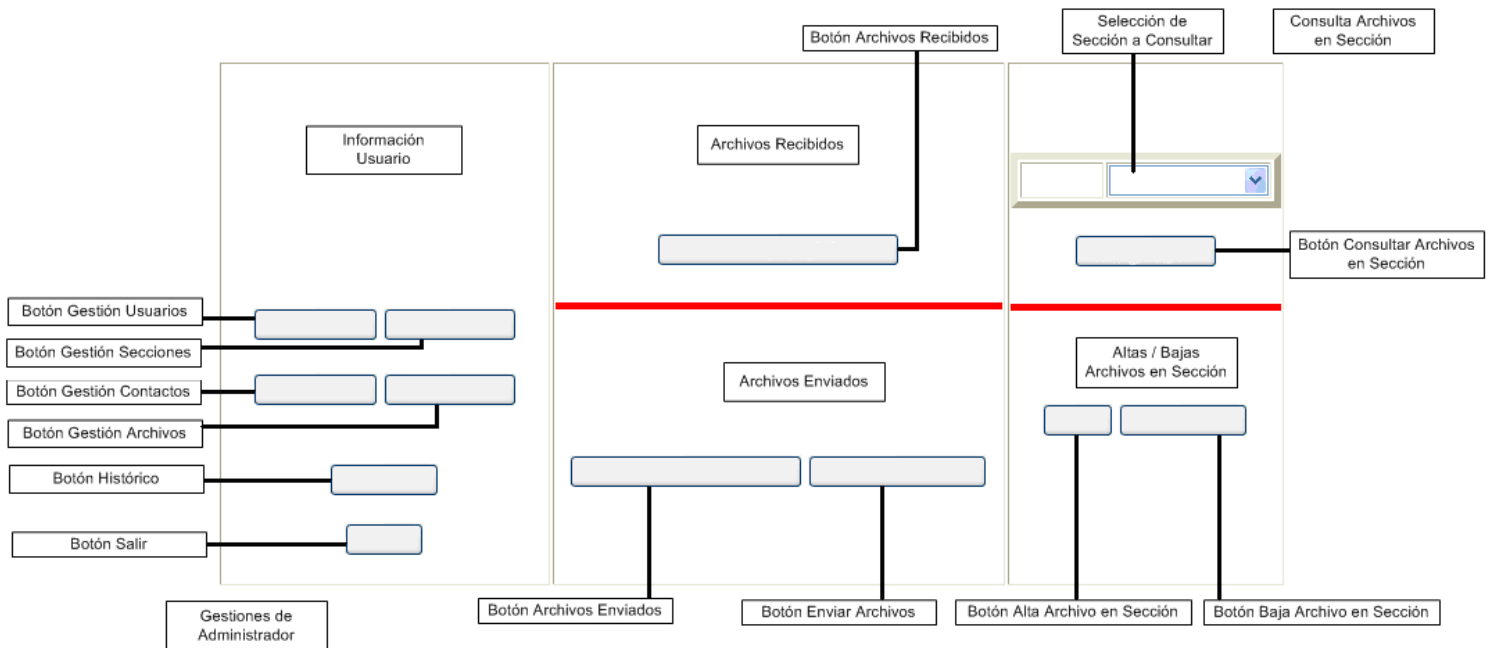 Botón Archivos Recibidos
Selección de
Sección a Consultar
Consulta Archivos
en Sección
Información
Usuario
Archivos Recibidos
Botón Consultar Archivos
en Sección
Botón Gestión Usuarios
Botón Gestión Secciones
Botón Gestión Contactos
Botón Gestión Archivos
Botón Histórico
Botón Salir
Archivos Enviados
Altas / Bajas
Archivos en Sección
Gestiones de
Administrador
Botón Archivos Enviados
Botón Enviar Archivos
Botón Alta Archivo en Sección
Botón Baja Archivo en Sección